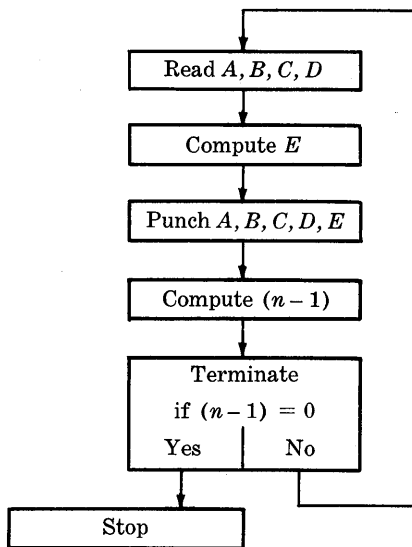 Read A, B, C, D
Compute E
Punch A, B, C, D, E
Compute (n − 1)
Terminate
if (n − 1) = 0
Yes No
Stop